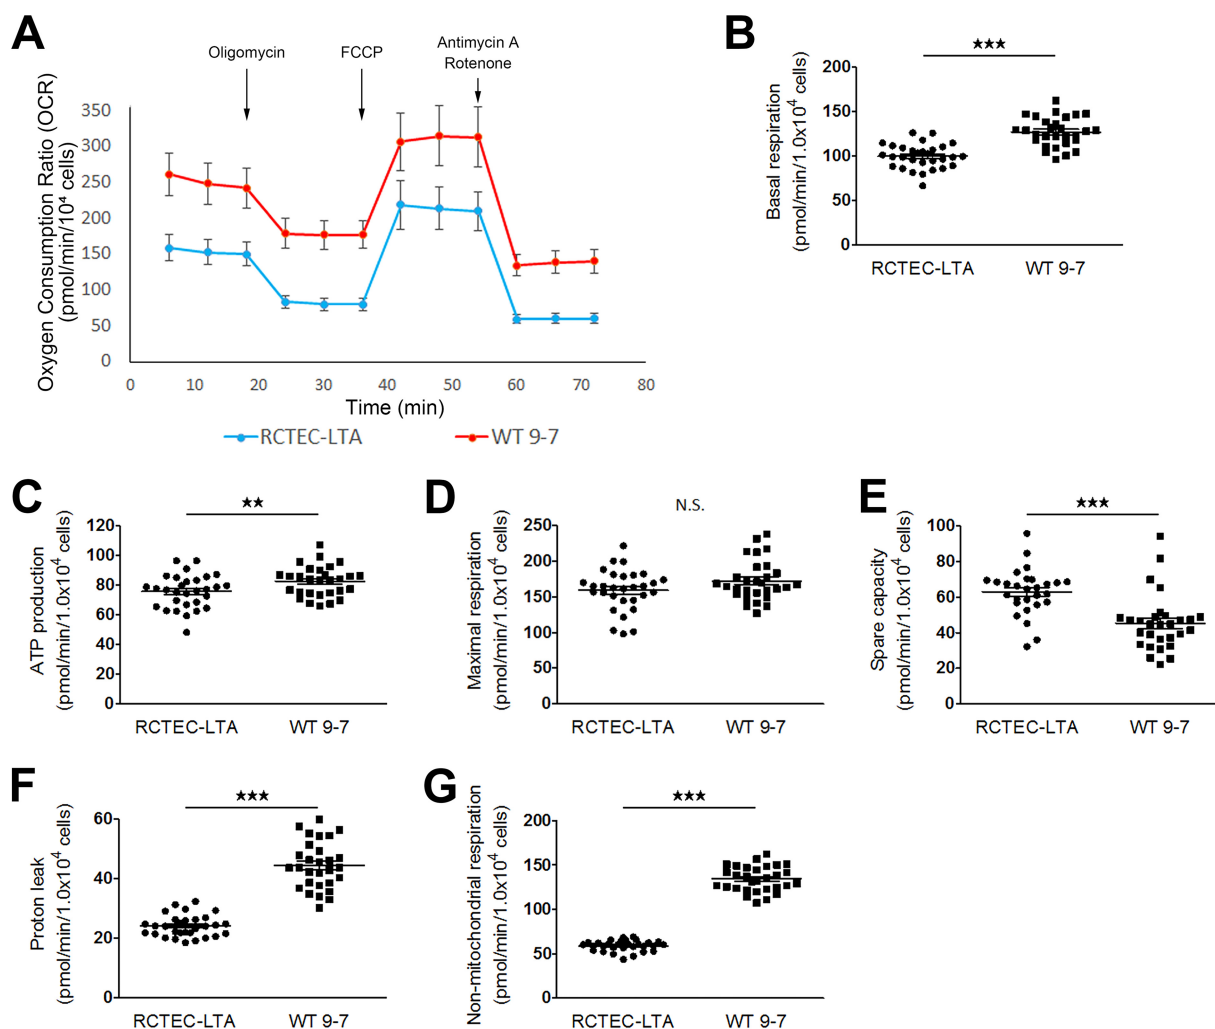 A
Oligomycin
FCCP
Antimycin A
Rotenone
Oxygen Consumption Ratio (OCR)
(pmol/min/10⁴ cells)
350
300
250
200
150
100
50
0
0 10 20 30 40 50 60 70 80
Time (min)
RCTEC-LTA WT 9-7
B
★★★
Basal respiration
(pmol/min/1.0x10⁴ cells)
200
150
100
50
0
RCTEC-LTA WT 9-7
C
★★
ATP production
(pmol/min/1.0x10⁴ cells)
120
100
80
60
40
20
0
RCTEC-LTA WT 9-7
D
N.S.
Maximal respiration
(pmol/min/1.0x10⁴ cells)
250
200
150
100
50
0
RCTEC-LTA WT 9-7
E
★★★
Spare capacity
(pmol/min/1.0x10⁴ cells)
100
80
60
40
20
0
RCTEC-LTA WT 9-7
F
★★★
Proton leak
(pmol/min/1.0x10⁴ cells)
60
40
20
0
RCTEC-LTA WT 9-7
G
★★★
Non-mitochondrial respiration
(pmol/min/1.0x10⁴ cells)
200
150
100
50
0
RCTEC-LTA WT 9-7